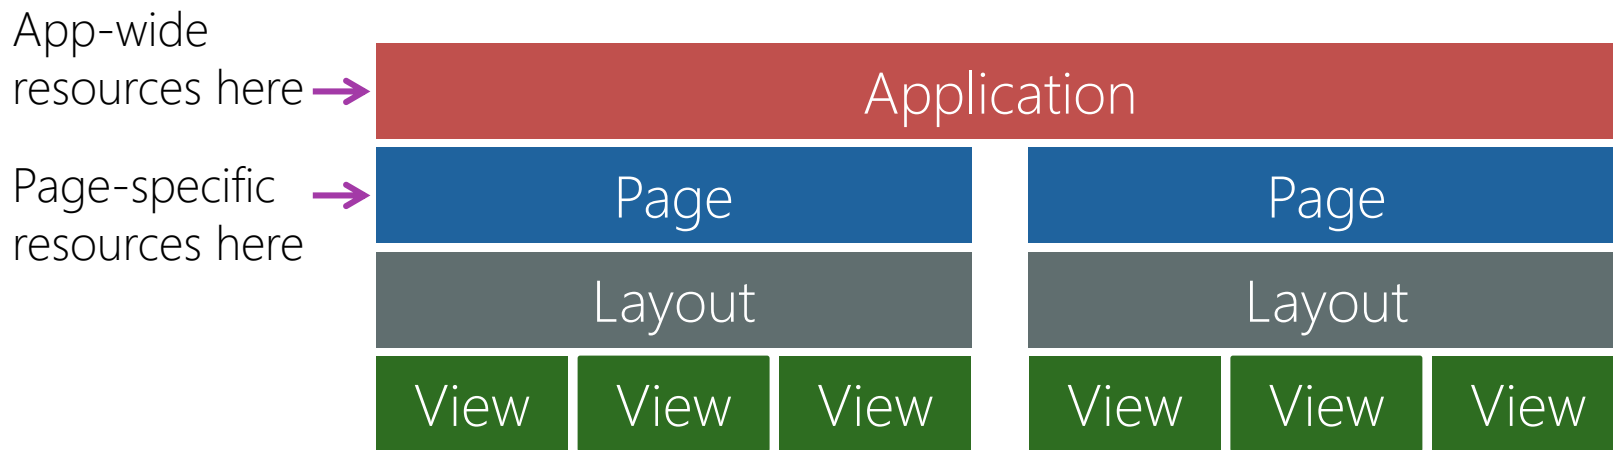 App-wide
resources here
Application
Page-specific
resources here
Page
Page
Layout
Layout
View
View
View
View
View
View